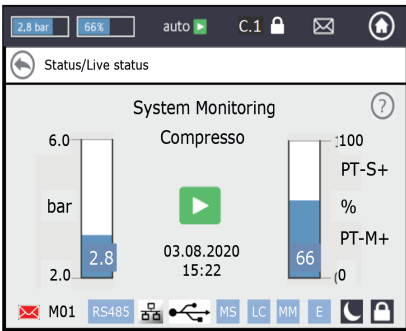 2,8 bar 66% auto C.1
Status/Live status
System Monitoring
?
6.0 Compresso 100
PT-S+
bar %
PT-M+
2.8 03.08.2020 66
2.0 15:22 0
M01 RS485 MS LC MM E